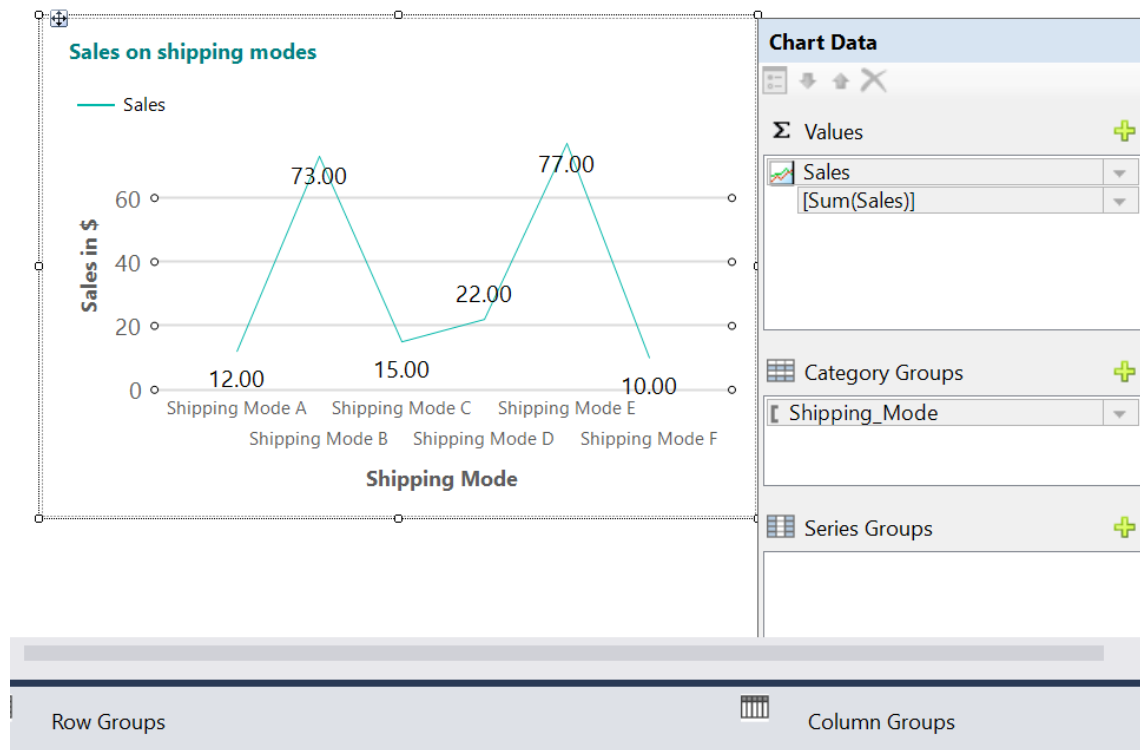 Sales on shipping modes
Sales
73.00
77.00
60
40
22.00
20
12.00
15.00
10.00
0
Sales in $
Shipping Mode A Shipping Mode C Shipping Mode E
Shipping Mode B Shipping Mode D Shipping Mode F
Shipping Mode
Chart Data
Σ Values
Sales
[Sum(Sales)]
Category Groups
Shipping_Mode
Series Groups
Row Groups
Column Groups